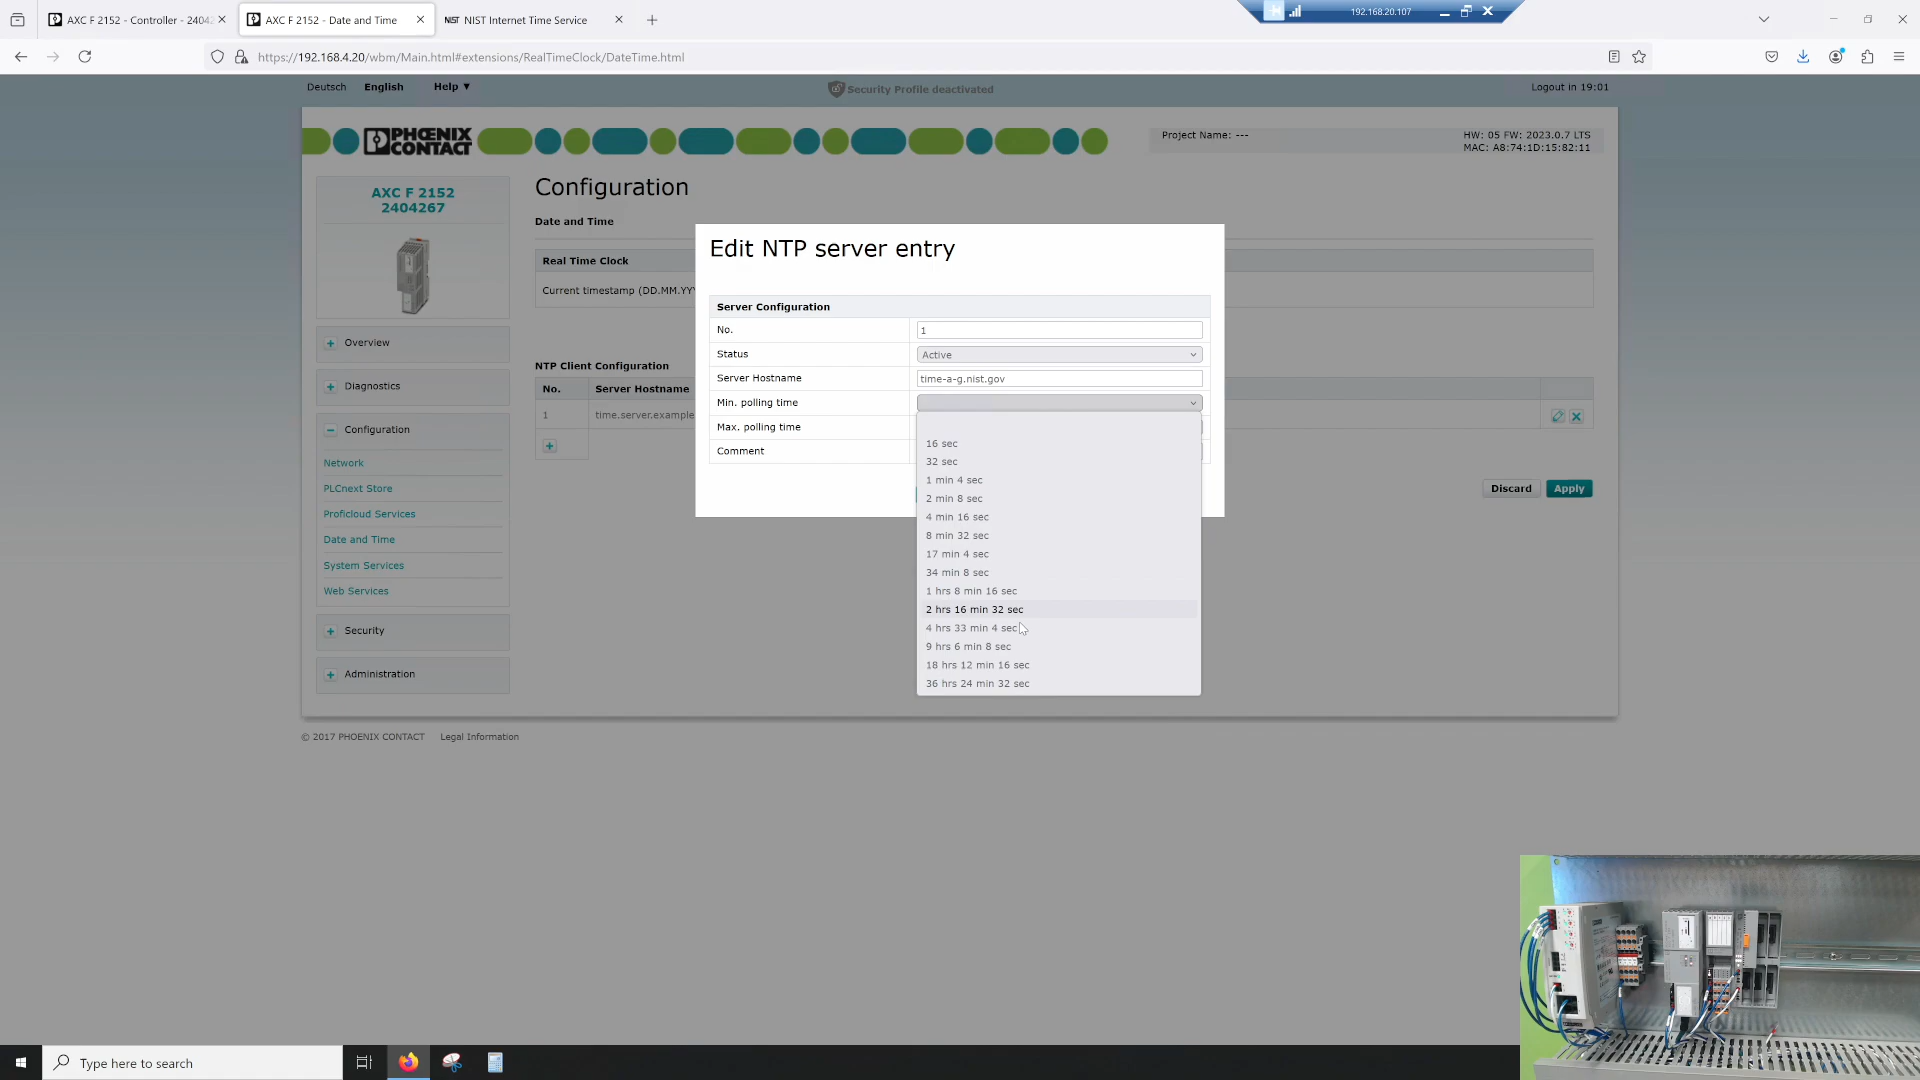 AXC F 2152 - Controller - 24042
AXC F 2152 - Date and Time
NIST NIST Internet Time Service
192.168.20.107
https://192.168.4.20/wbm/Main.html#extensions/RealTimeClock/DateTime.html
Deutsch English Help ▼
Security Profile deactivated
Logout in 19:01
PHŒNIX CONTACT
Project Name: ---
HW: 05 FW: 2023.0.7 LTS
MAC: A8:74:1D:15:82:11
AXC F 2152
2404267
Overview
Diagnostics
Configuration
Network
PLCnext Store
Proficloud Services
Date and Time
System Services
Web Services
Security
Administration
Configuration
Date and Time
Real Time Clock
Current timestamp (DD.MM.YY
NTP Client Configuration
No. Server Hostname
1 time.server.example
Discard Apply
Edit NTP server entry
Server Configuration
No. 1
Status Active
Server Hostname time-a-g.nist.gov
Min. polling time
Max. polling time
Comment
16 sec
32 sec
1 min 4 sec
2 min 8 sec
4 min 16 sec
8 min 32 sec
17 min 4 sec
34 min 8 sec
1 hrs 8 min 16 sec
2 hrs 16 min 32 sec
4 hrs 33 min 4 sec
9 hrs 6 min 8 sec
18 hrs 12 min 16 sec
36 hrs 24 min 32 sec
© 2017 PHOENIX CONTACT Legal Information
Type here to search